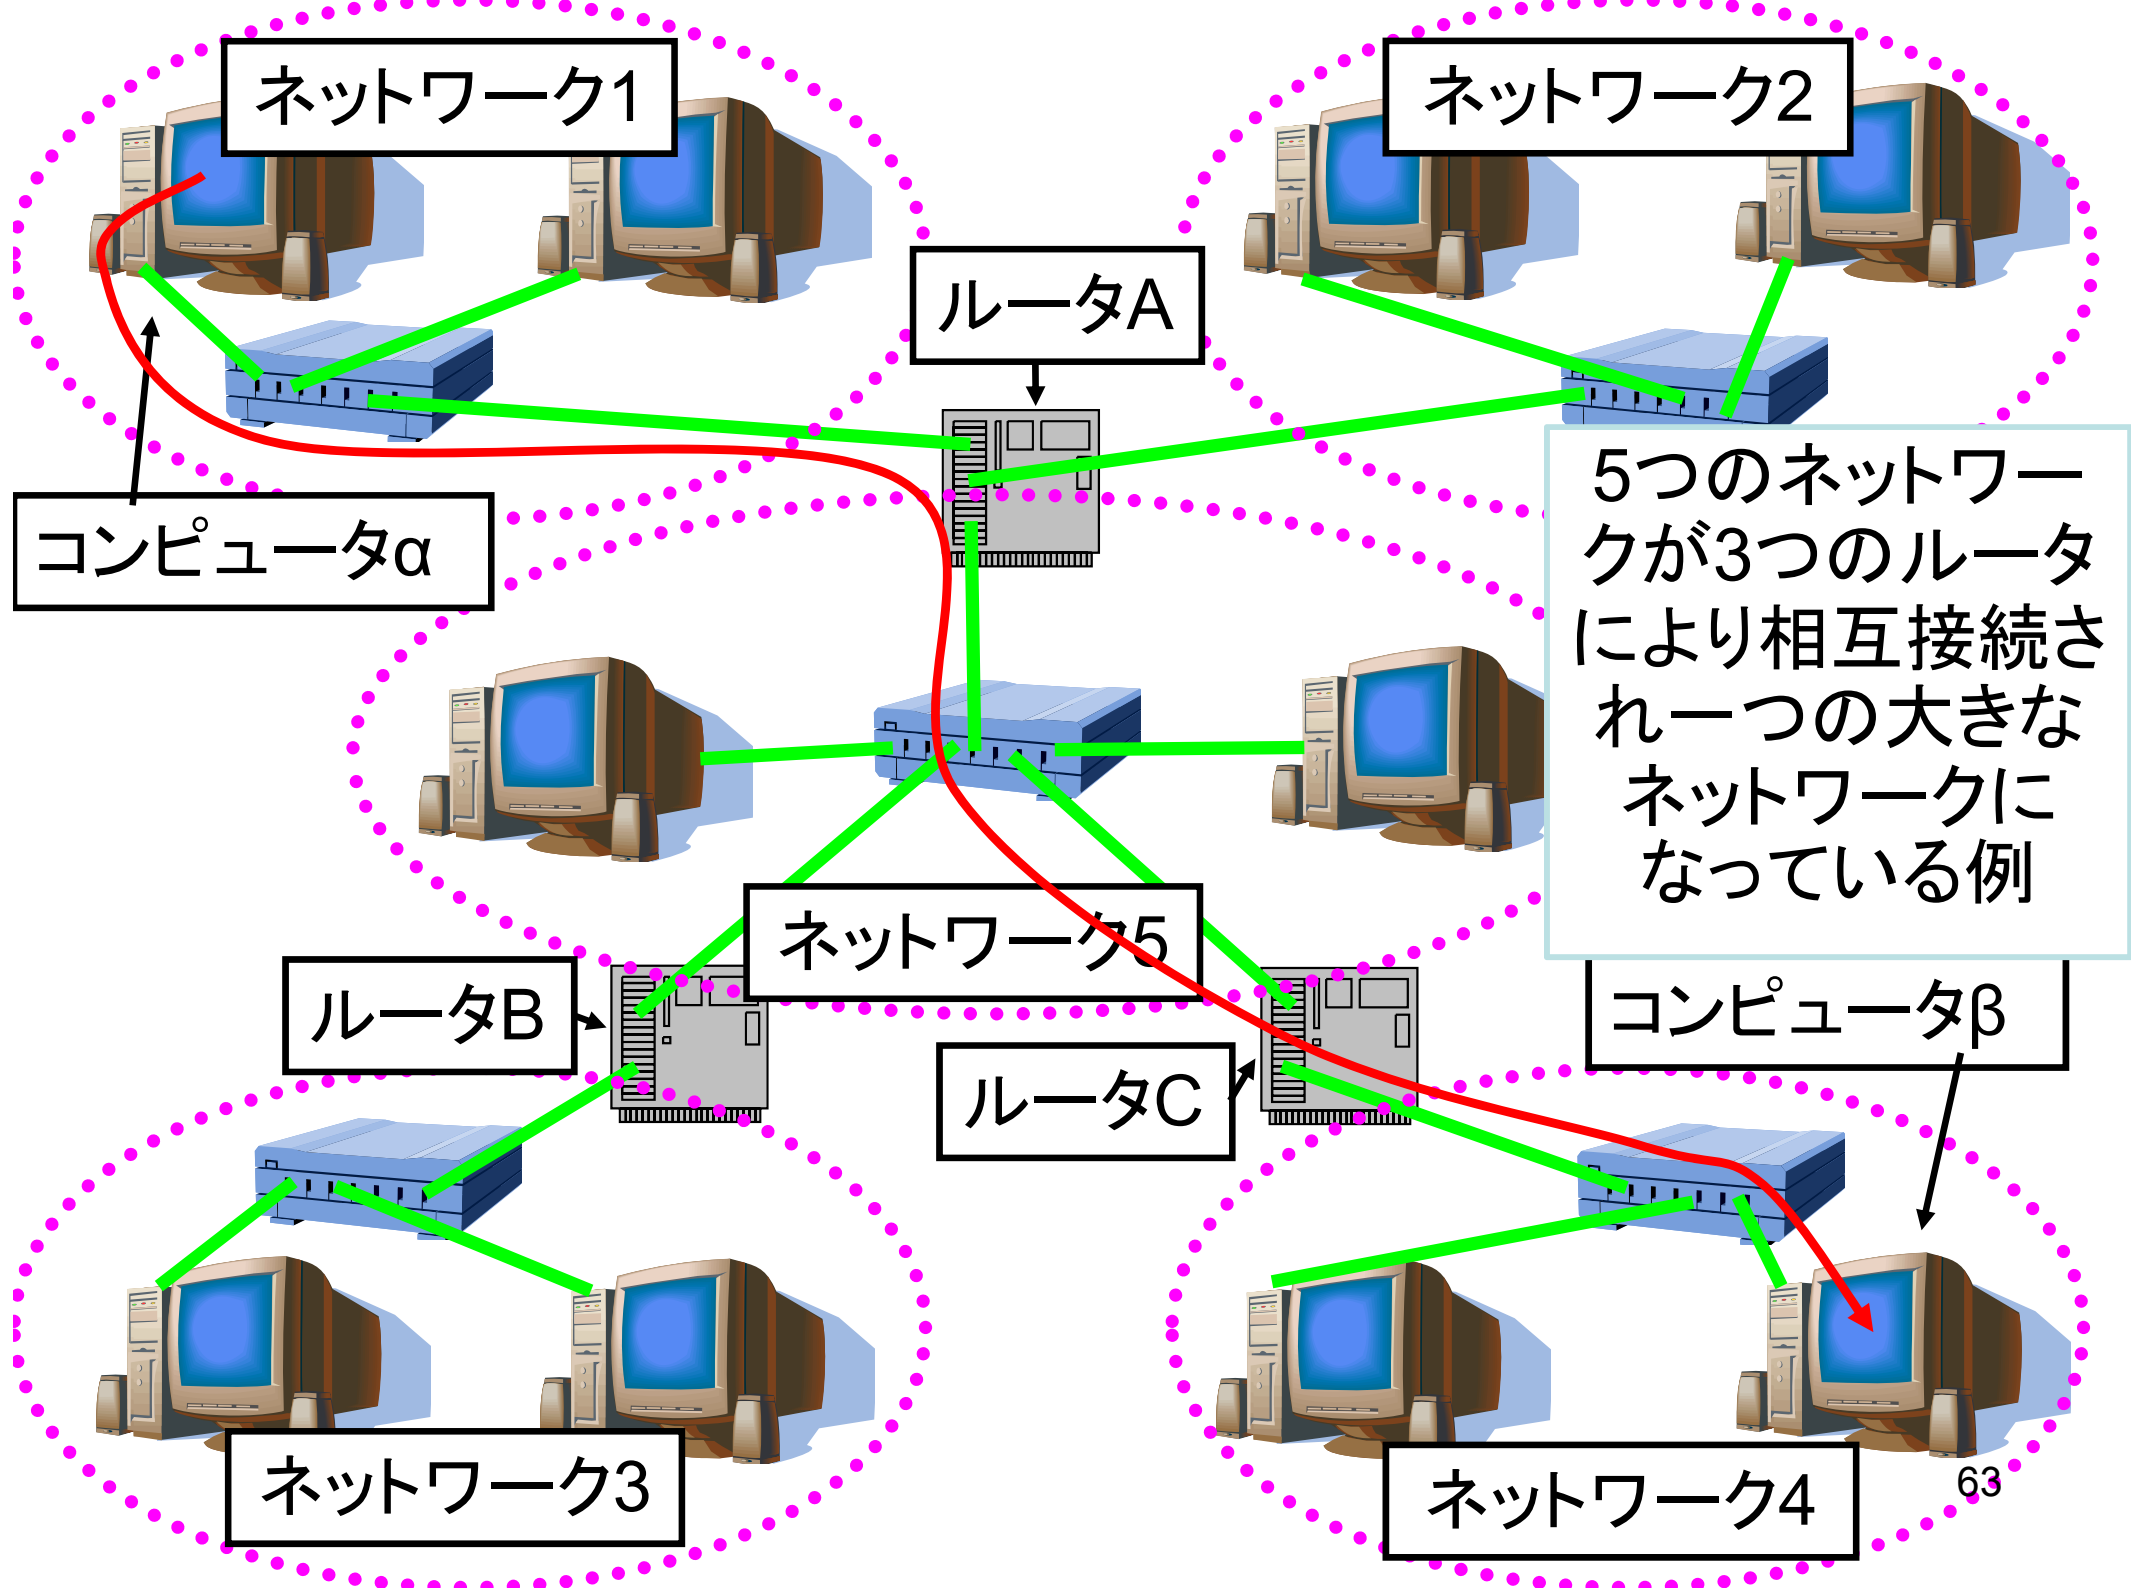 ネットワーク1
ネットワーク2
ルータA
コンピュータα
5つのネットワー
クが3つのルータ
により相互接続さ
れ一つの大きな
ネットワークに
なっている例
ネットワーク5
ルータB
コンピュータβ
ルータC
ネットワーク3
ネットワーク4
63